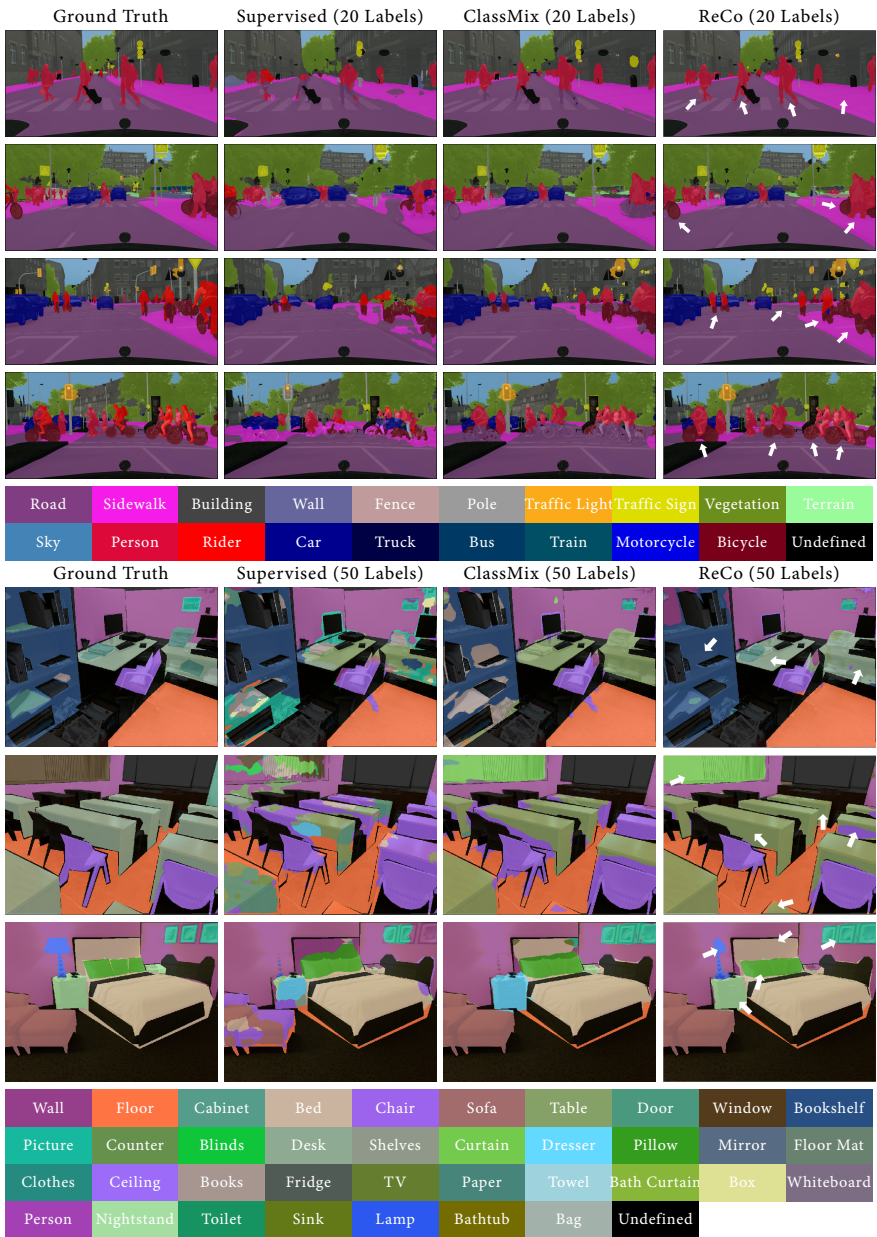 Ground Truth Supervised (20 Labels) ClassMix (20 Labels) ReCo (20 Labels)
Road Sidewalk Building Wall Fence Pole Traffic Light Traffic Sign Vegetation Terrain
Sky Person Rider Car Truck Bus Train Motorcycle Bicycle Undefined
Ground Truth Supervised (50 Labels) ClassMix (50 Labels) ReCo (50 Labels)
Wall Floor Cabinet Bed Chair Sofa Table Door Window Bookshelf
Picture Counter Blinds Desk Shelves Curtain Dresser Pillow Mirror Floor Mat
Clothes Ceiling Books Fridge TV Paper Towel Bath Curtain Box Whiteboard
Person Nightstand Toilet Sink Lamp Bathtub Bag Undefined